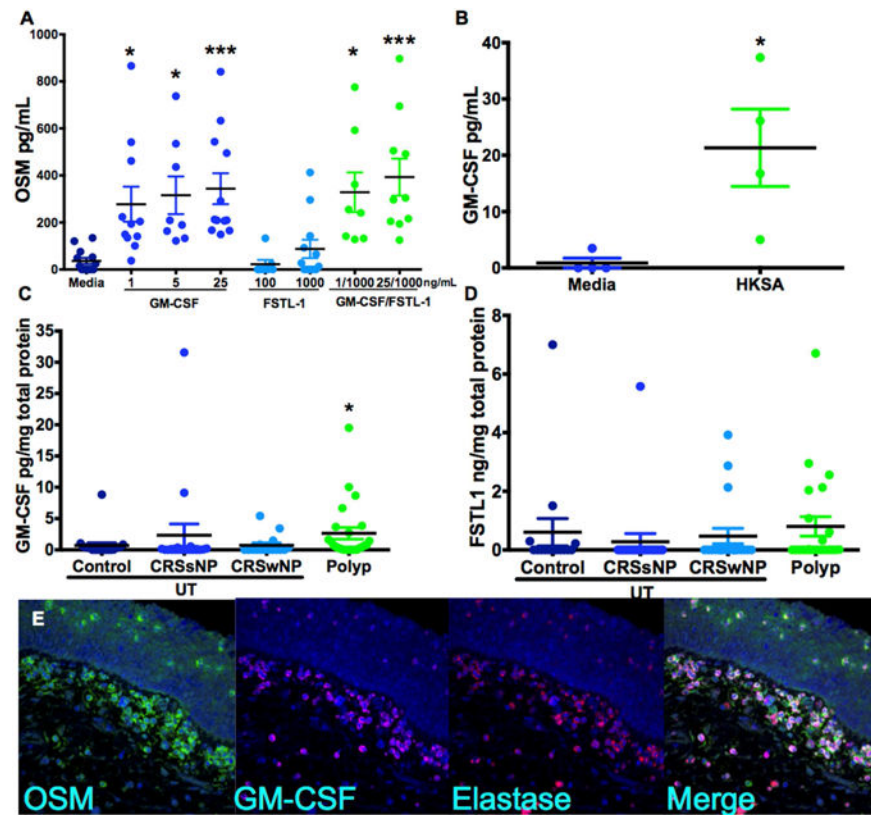 A
OSM pg/mL
1000
800
600
400
200
0
* * *** * ***
Media 1 5 25 100 1000 1/1000 25/1000 ng/mL
GM-CSF FSTL-1 GM-CSF/FSTL-1
B
GM-CSF pg/mL
40
30
20
10
0
*
Media HKSA
C
GM-CSF pg/mg total protein
35
30
25
20
15
10
5
0
*
Control CRSsNP CRSwNP Polyp
UT
D
FSTL1 ng/mg total protein
8
6
4
2
0
Control CRSsNP CRSwNP Polyp
UT
E
OSM GM-CSF Elastase Merge